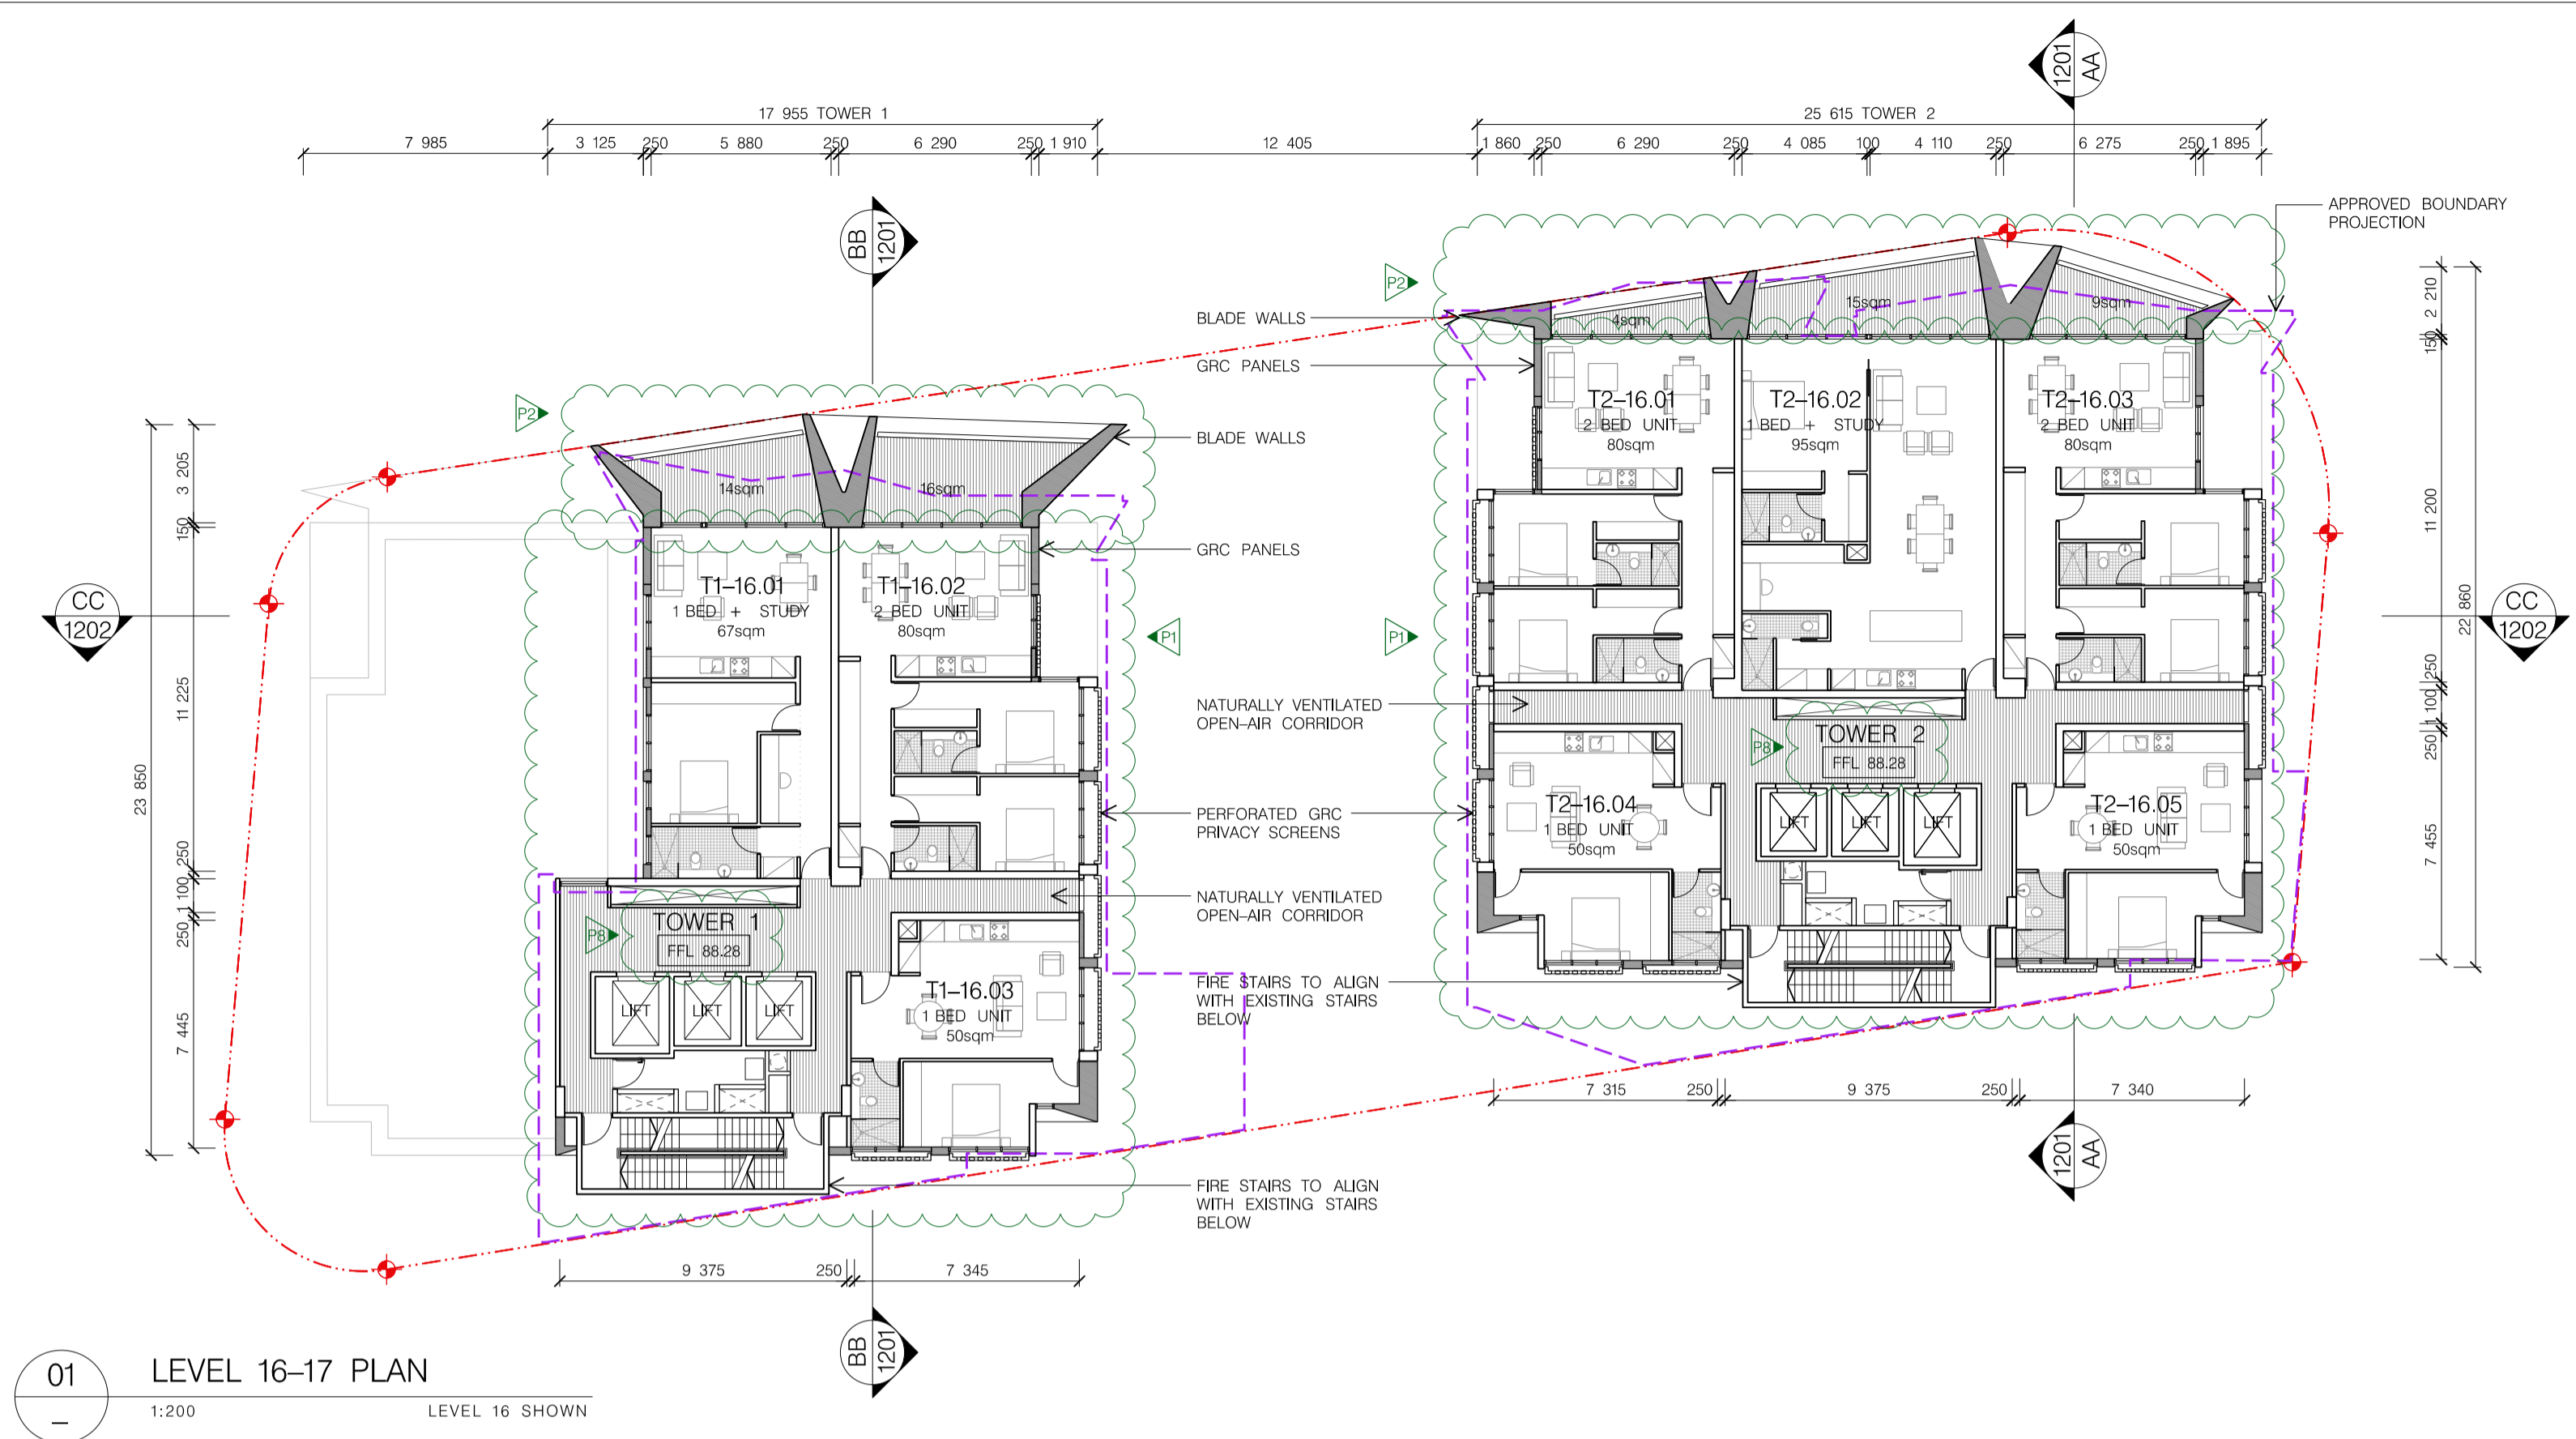 1201
AA
17 955 TOWER 1
25 615 TOWER 2
7 985
3 125
250
5 880
250
6 290
250
1 910
12 405
1 860
250
6 290
250
4 085
100
4 110
250
6 275
250
1 895
BB
1201
APPROVED BOUNDARY
PROJECTION
P2
BLADE WALLS
4sqm
15sqm
9sqm
2 210
150
GRC PANELS
P2
T2–16.01
2 BED UNIT
80sqm
T2–16.02
1 BED + STUDY
95sqm
T2–16.03
2 BED UNIT
80sqm
BLADE WALLS
3 205
150
14sqm
16sqm
11 200
22 860
GRC PANELS
CC
1202
T1–16.01
1 BED + STUDY
67sqm
T1–16.02
2 BED UNIT
80sqm
P1
P1
CC
1202
11 225
23 850
NATURALLY VENTILATED
OPEN–AIR CORRIDOR
250
1 100
250
P8
TOWER 2
FFL 88.28
PERFORATED GRC
PRIVACY SCREENS
T2–16.04
1 BED UNIT
50sqm
LIFT
LIFT
LIFT
T2–16.05
1 BED UNIT
50sqm
7 455
250
1 100
250
NATURALLY VENTILATED
OPEN–AIR CORRIDOR
P8
TOWER 1
FFL 88.28
FIRE STAIRS TO ALIGN
WITH EXISTING STAIRS
BELOW
LIFT
LIFT
LIFT
T1–16.03
1 BED UNIT
50sqm
7 445
7 315
250
9 375
250
7 340
1201
AA
FIRE STAIRS TO ALIGN
WITH EXISTING STAIRS
BELOW
9 375
250
7 345
BB
1201
01
–
LEVEL 16–17 PLAN
1:200
LEVEL 16 SHOWN